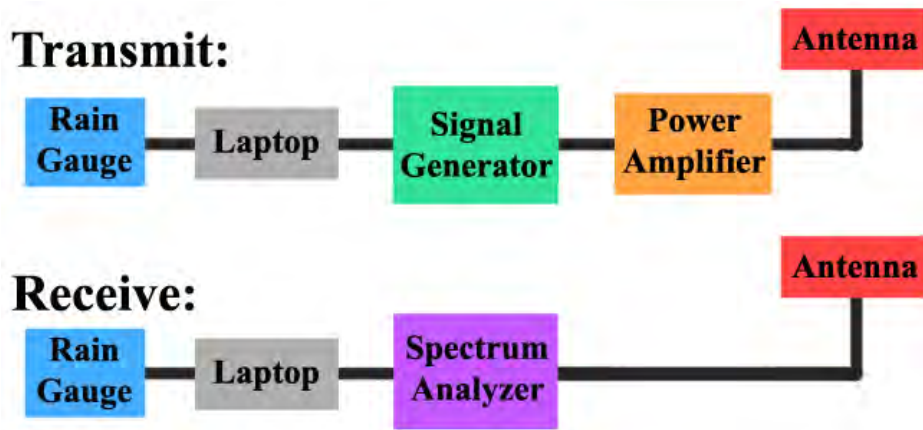 Transmit:
Antenna
Rain
Gauge
Laptop
Signal
Generator
Power
Amplifier
Receive:
Antenna
Rain
Gauge
Laptop
Spectrum
Analyzer